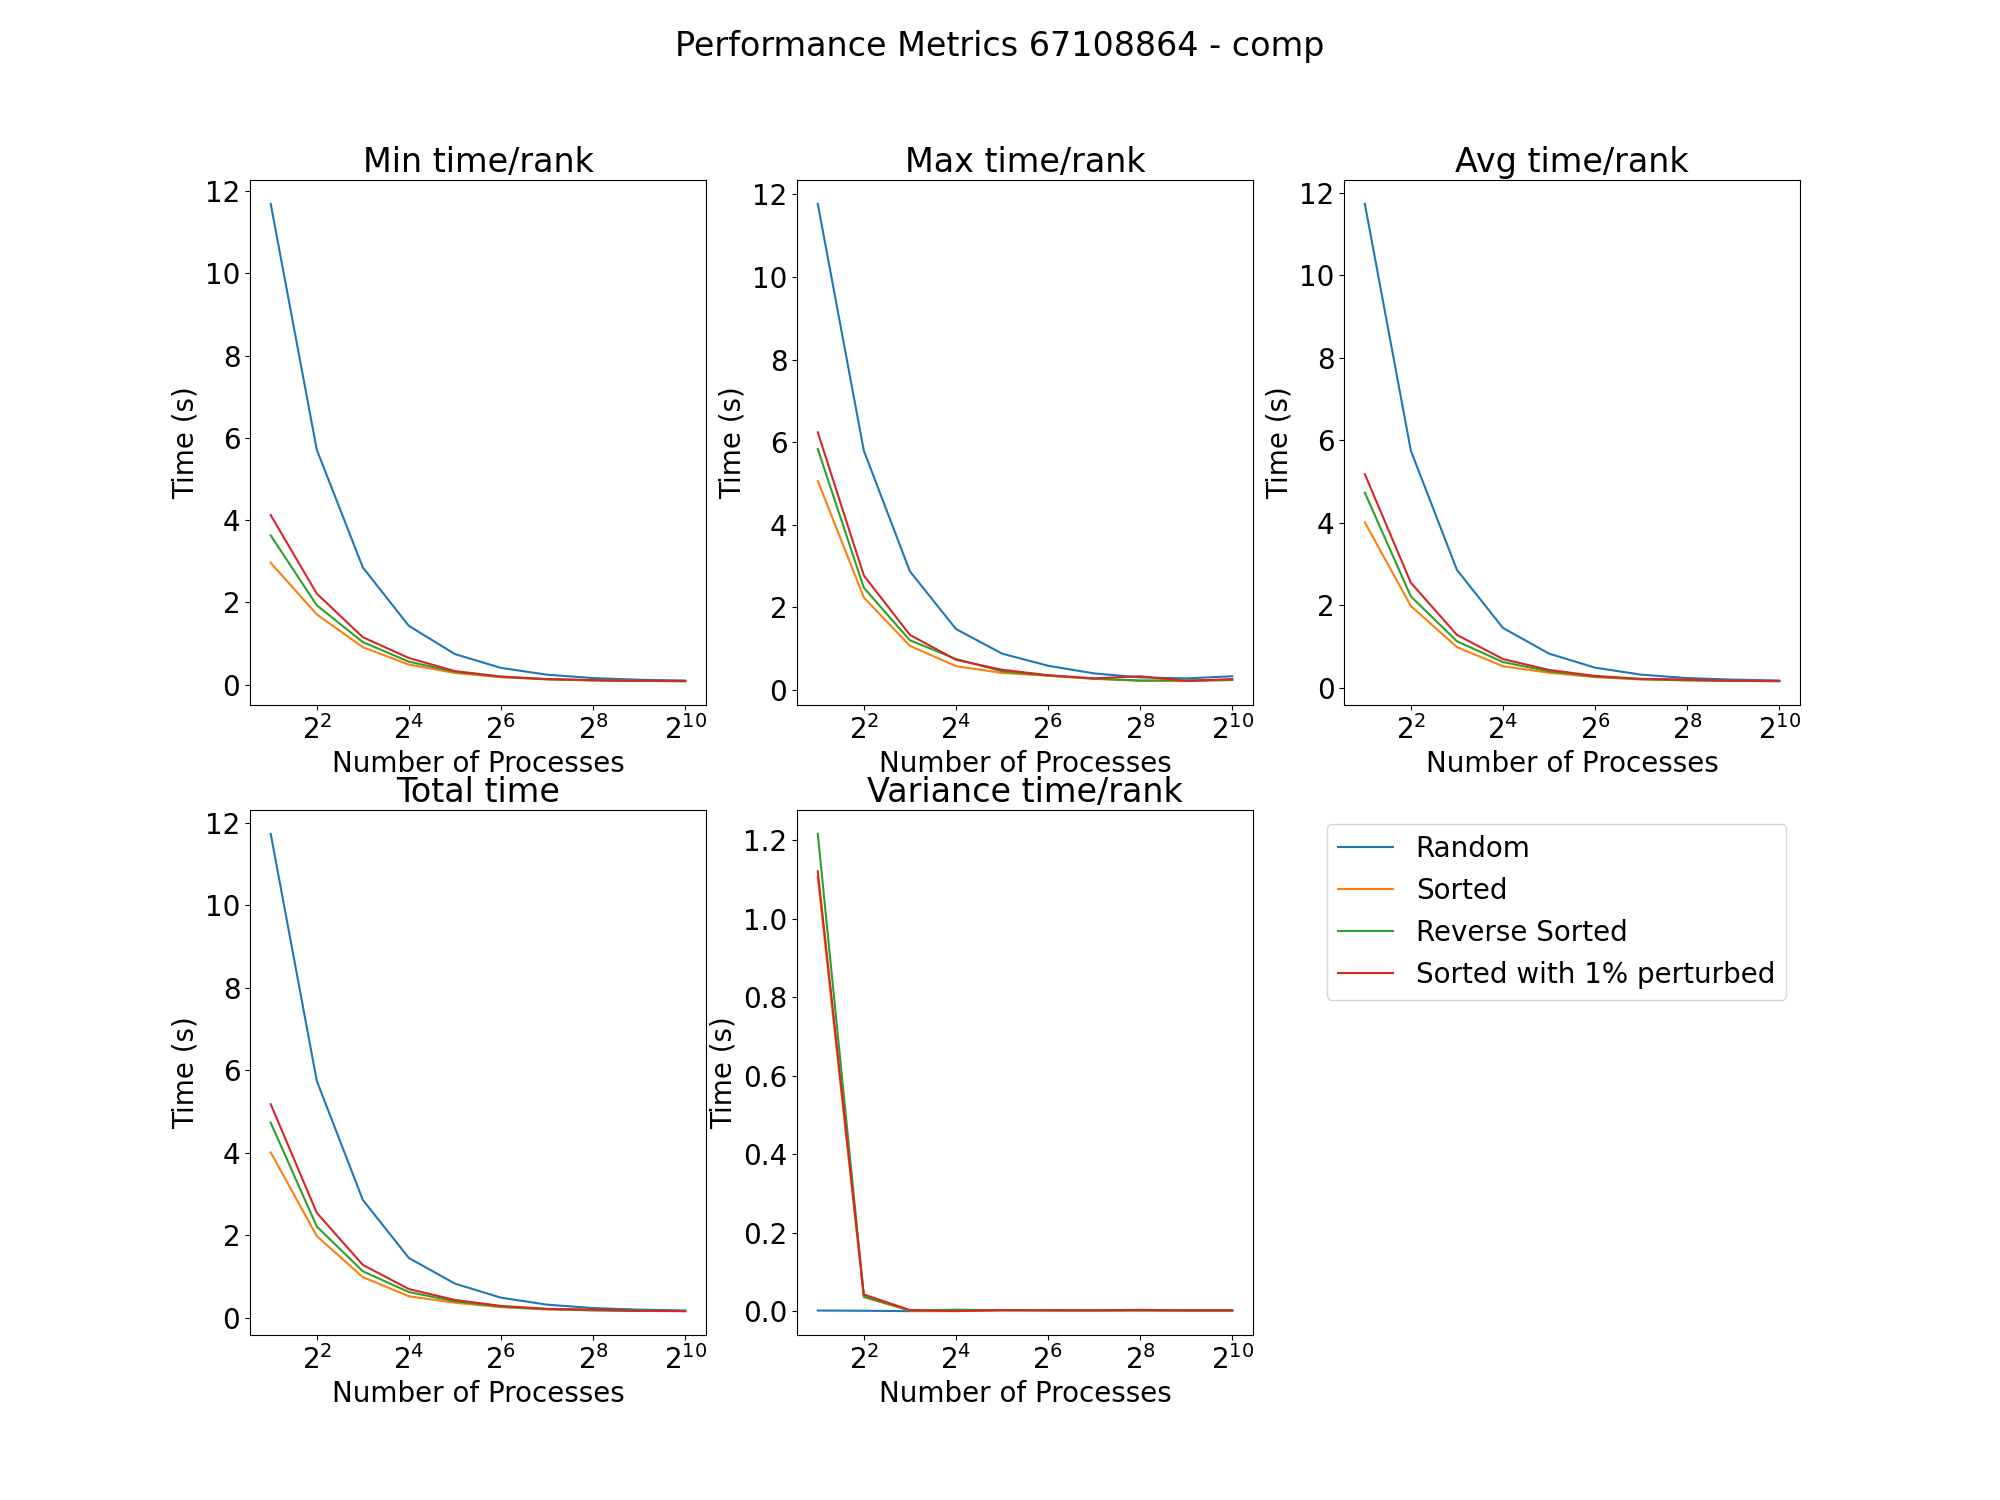 Performance Metrics 67108864 - comp
Min time/rank
12
10
8
6
4
2
0
Time (s)
2^2 2^4 2^6 2^8 2^10
Number of Processes
Max time/rank
12
10
8
6
4
2
0
Time (s)
2^2 2^4 2^6 2^8 2^10
Number of Processes
Avg time/rank
12
10
8
6
4
2
0
Time (s)
2^2 2^4 2^6 2^8 2^10
Number of Processes
Total time
12
10
8
6
4
2
0
Time (s)
2^2 2^4 2^6 2^8 2^10
Number of Processes
Variance time/rank
1.2
1.0
0.8
0.6
0.4
0.2
0.0
Time (s)
2^2 2^4 2^6 2^8 2^10
Number of Processes
Random
Sorted
Reverse Sorted
Sorted with 1% perturbed